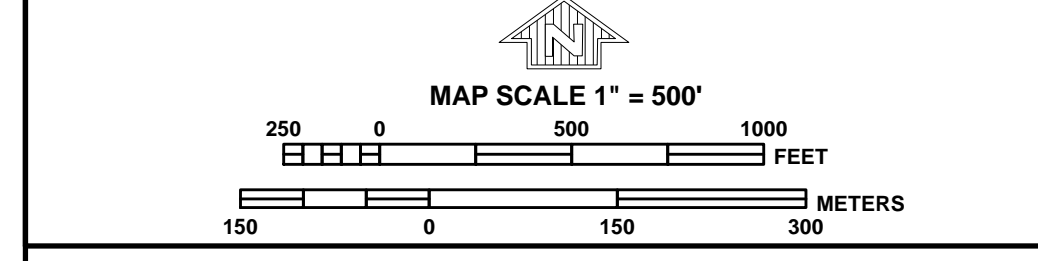 N
MAP SCALE 1" = 500'
250 0 500 1000
FEET
METERS
150 0 150 300